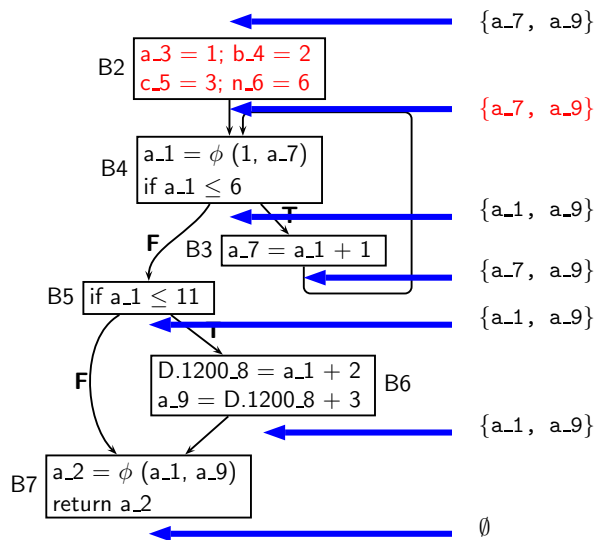 {a_7, a_9}
B2
a_3 = 1; b_4 = 2
c_5 = 3; n_6 = 6
{a_7, a_9}
B4
a_1 = ϕ (1, a_7)
if a_1 ≤ 6
{a_1, a_9}
T
F
B3
a_7 = a_1 + 1
{a_7, a_9}
B5
if a_1 ≤ 11
{a_1, a_9}
T
F
D.1200_8 = a_1 + 2
a_9 = D.1200_8 + 3
B6
{a_1, a_9}
B7
a_2 = ϕ (a_1, a_9)
return a_2
∅